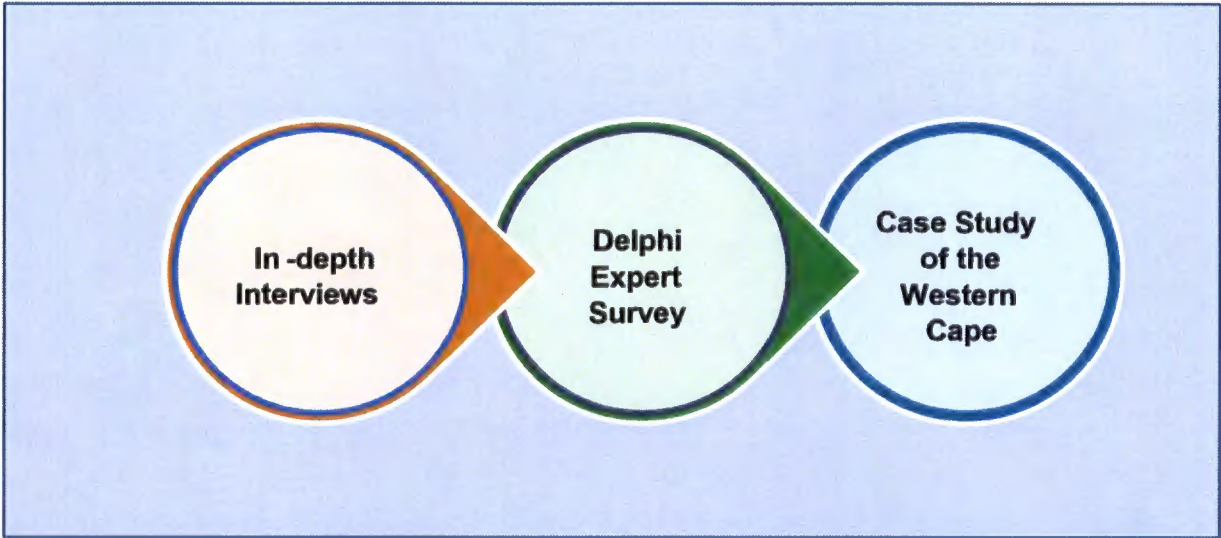 In -depth
Interviews
Delphi
Expert
Survey
Case Study
of the
Western
Cape